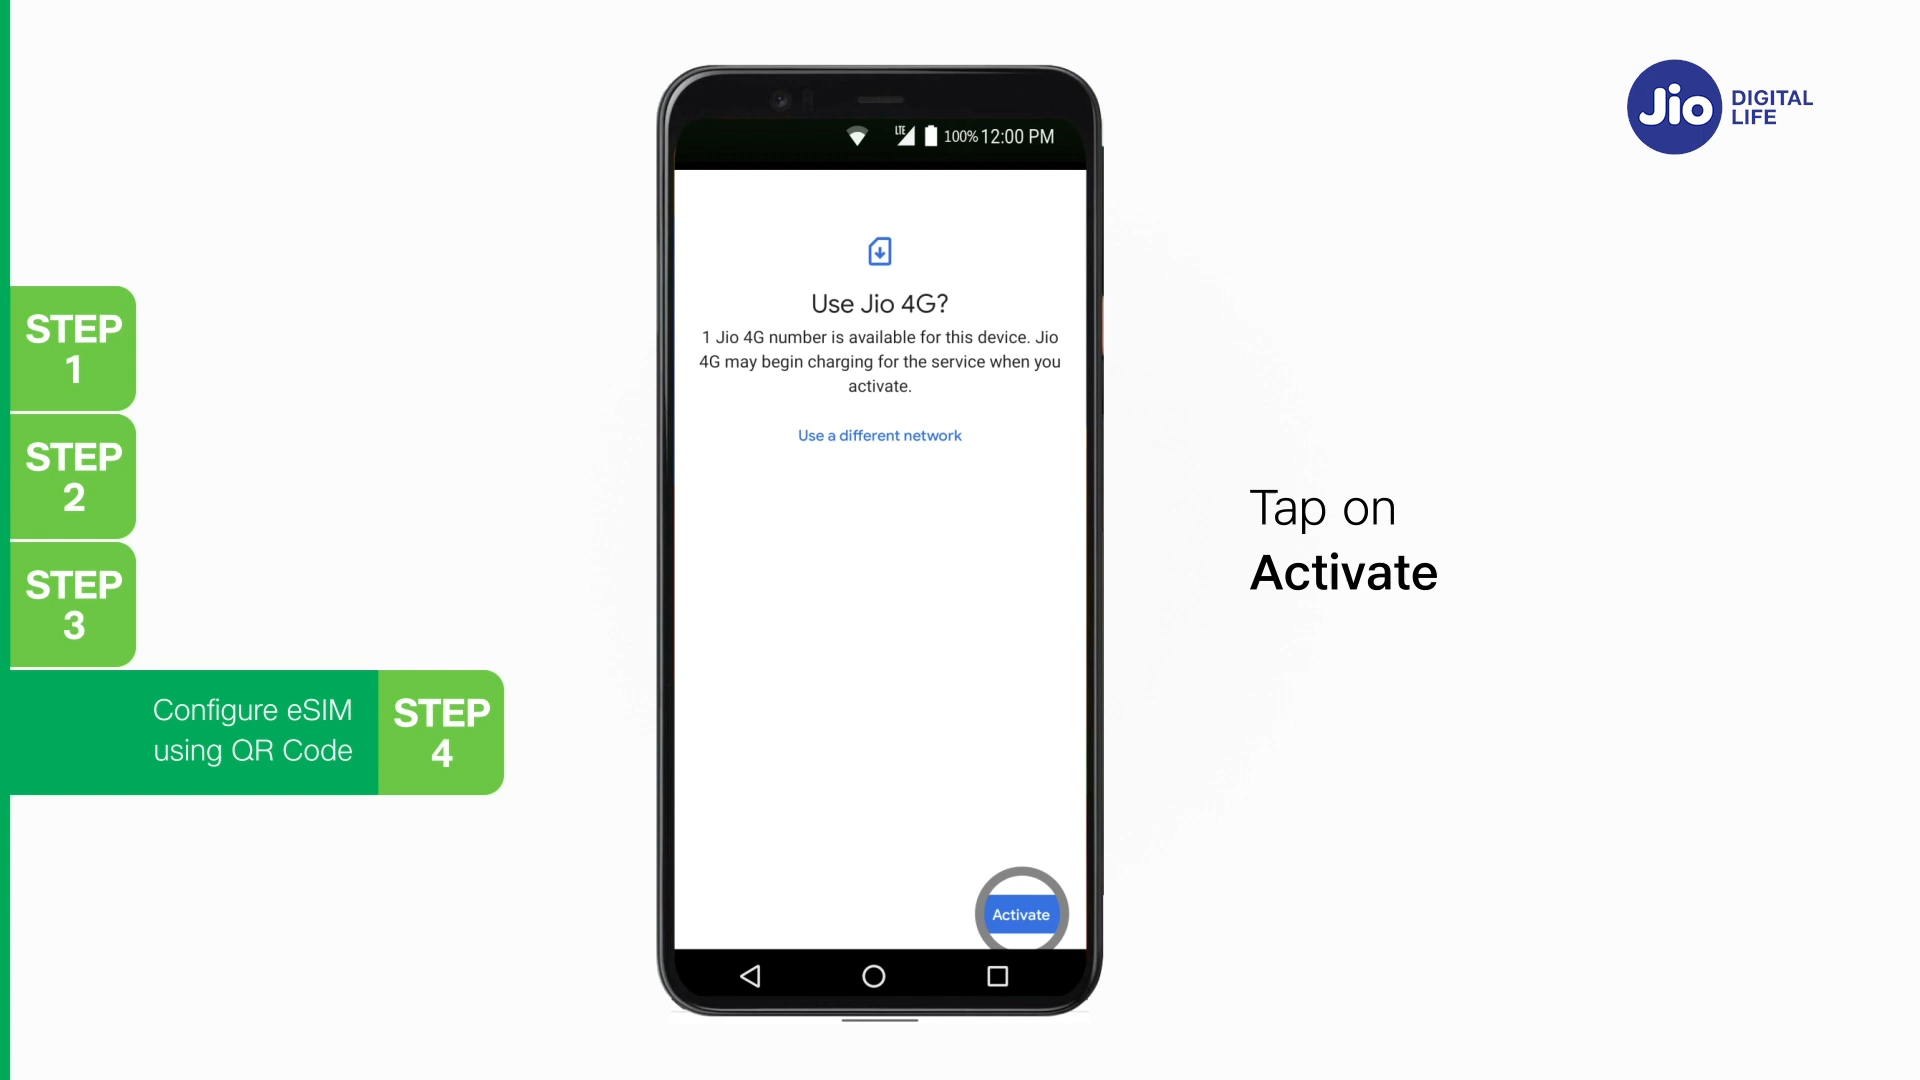 Jio DIGITAL
LIFE
LTE 100% 12:00 PM
Use Jio 4G?
1 Jio 4G number is available for this device. Jio
4G may begin charging for the service when you
activate.
Use a different network
Activate
STEP
1
STEP
2
STEP
3
Configure eSIM
using QR Code
STEP
4
Tap on
Activate